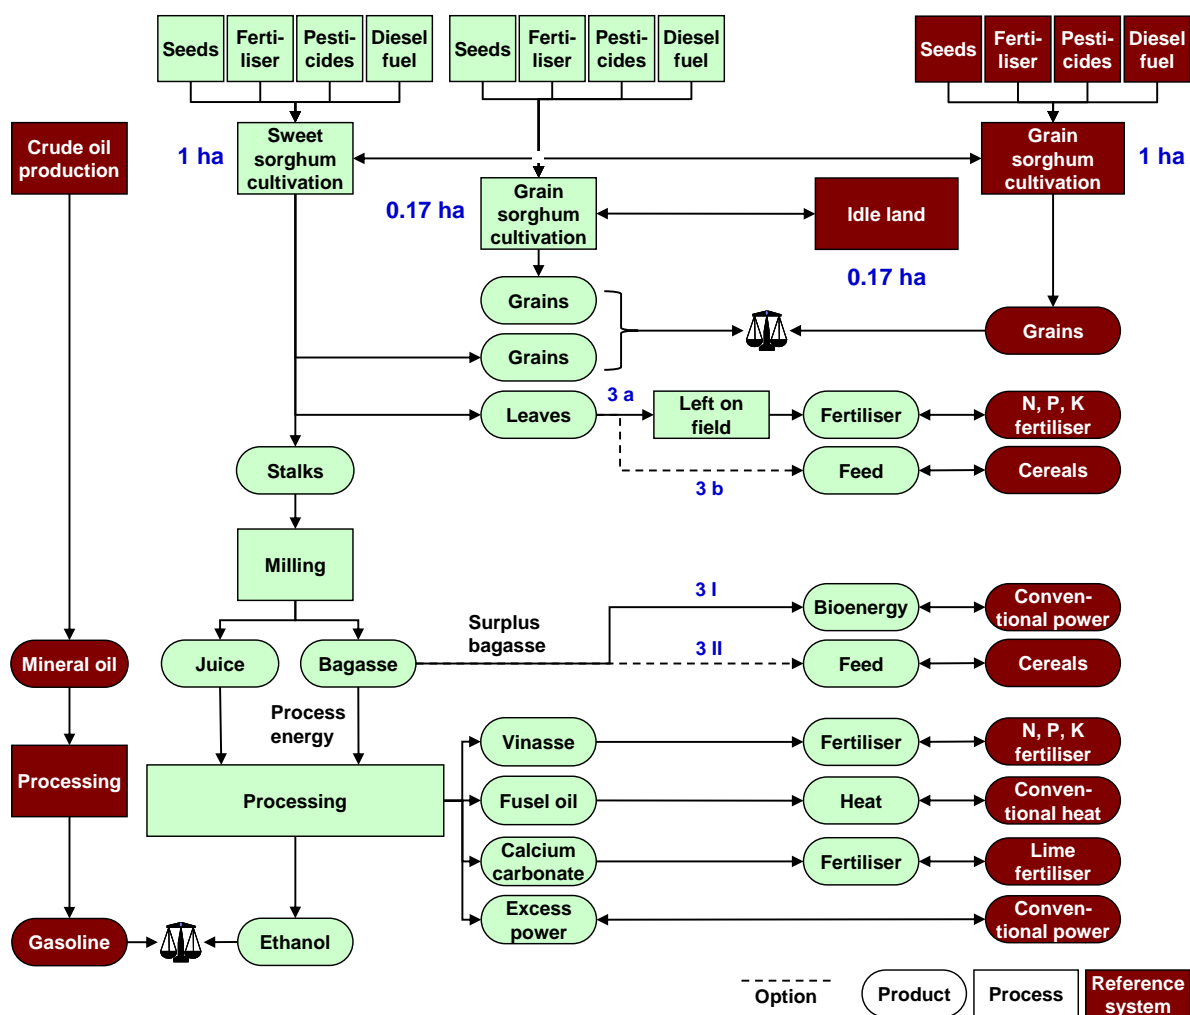 Seeds
Ferti-
liser
Pesti-
cides
Diesel
fuel
Seeds
Ferti-
liser
Pesti-
cides
Diesel
fuel
Seeds
Ferti-
liser
Pesti-
cides
Diesel
fuel
Crude oil
production
1 ha
Sweet
sorghum
cultivation
Grain
sorghum
cultivation
1 ha
0.17 ha
Grain
sorghum
cultivation
Idle land
0.17 ha
Grains
Grains
Grains
Leaves
3 a
Left on
field
Fertiliser
N, P, K
fertiliser
Stalks
3 b
Feed
Cereals
Milling
Surplus
bagasse
3 I
Bioenergy
Conven-
tional power
Mineral oil
Juice
Bagasse
3 II
Feed
Cereals
Process
energy
Vinasse
Fertiliser
N, P, K
fertiliser
Processing
Processing
Fusel oil
Heat
Conven-
tional heat
Calcium
carbonate
Fertiliser
Lime
fertiliser
Gasoline
Ethanol
Excess
power
Conven-
tional power
Option
Product
Process
Reference
system